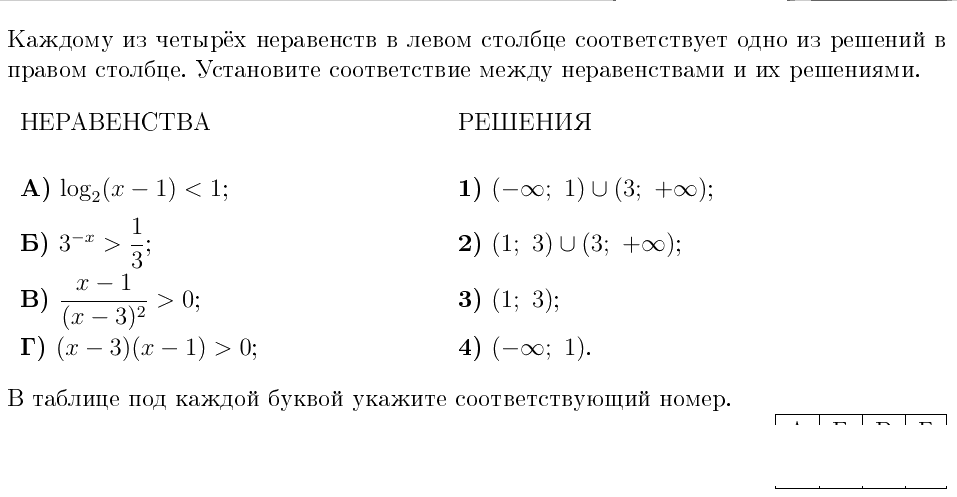 Каждому из четырёх неравенств в левом столбце соответствует одно из решений в
правом столбце. Установите соответствие между неравенствами и их решениями.
НЕРАВЕНСТВА РЕШЕНИЯ
А) log₂(x − 1) < 1; 1) (−∞; 1) ∪ (3; +∞);
Б) 3⁻ˣ > 1/3; 2) (1; 3) ∪ (3; +∞);
В) (x − 1)/(x − 3)² > 0; 3) (1; 3);
Г) (x − 3)(x − 1) > 0; 4) (−∞; 1).
В таблице под каждой буквой укажите соответствующий номер.